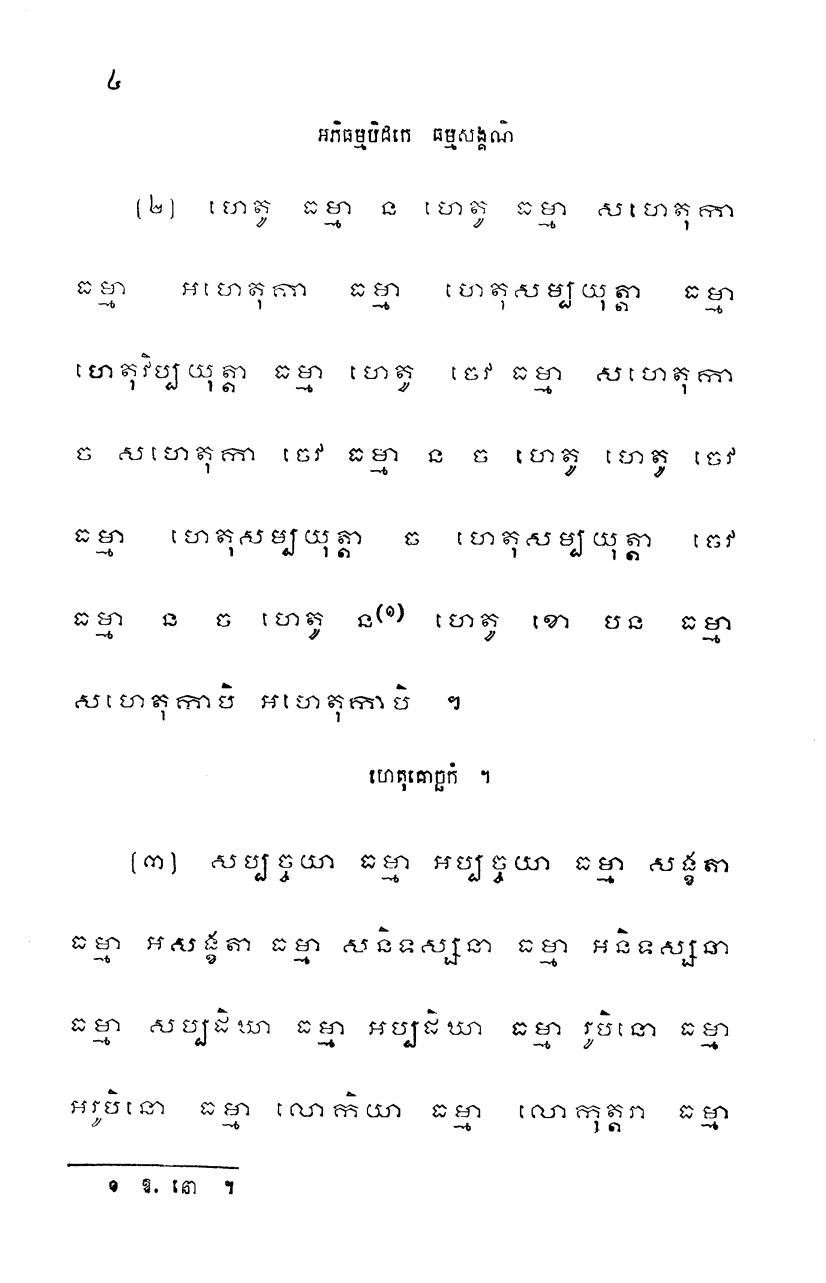 ៤
អភិធម្មបិដកេ ធម្មសង្គណិ
(២) ហេតូ ធម្មា ន ហេតូ ធម្មា សហេតុកា
ធម្មា អហេតុកា ធម្មា ហេតុសម្បយុត្តា ធម្មា
ហេតុវិប្បយុត្តា ធម្មា ហេតូ ចេវ ធម្មា សហេតុកា
ច សហេតុកា ចេវ ធម្មា ន ច ហេតូ ហេតូ ចេវ
ធម្មា ហេតុសម្បយុត្តា ច ហេតុសម្បយុត្តា ចេវ
ធម្មា ន ច ហេតូ ន(១) ហេតូ ខោ បន ធម្មា
សហេតុកាបិ អហេតុកាបិ ។
ហេតុគោច្ឆកំ ។
(៣) សប្បច្ចយា ធម្មា អប្បច្ចយា ធម្មា សង្ខតា
ធម្មា អសង្ខតា ធម្មា សនិទស្សនា ធម្មា អនិទស្សនា
ធម្មា សប្បដិឃា ធម្មា អប្បដិឃា ធម្មា រូបិនោ ធម្មា
អរូបិនោ ធម្មា លោកិយា ធម្មា លោកុត្តរា ធម្មា
១ ឱ. នោ ។